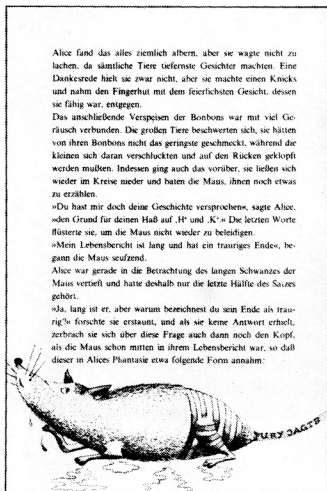 Alice fand das alles ziemlich albern, aber sie wagte nicht zu
lachen, da sämtliche Tiere tiefernste Gesichter machten. Eine
Dankesrede hielt sie zwar nicht, aber sie machte einen Knicks
und nahm den Fingerhut mit dem feierlichsten Gesicht, dessen
sie fähig war, entgegen.
Das anschließende Verspeisen der Bonbons war mit viel Ge-
räusch verbunden. Die großen Tiere beschwerten sich, sie hätten
von ihren Bonbons nicht das geringste geschmeckt, während die
kleinen sich daran verschluckten und auf den Rücken geklopft
werden mußten. Indessen ging auch das vorüber, sie ließen sich
wieder im Kreise nieder und baten die Maus, ihnen noch etwas
zu erzählen.
»Du hast mir doch deine Geschichte versprochen«, sagte Alice,
»den Grund für deinen Haß auf ‚H' und ‚K'.« Die letzten Worte
flüsterte sie, um die Maus nicht wieder zu beleidigen.
»Mein Lebensbericht ist lang und hat ein trauriges Ende«, be-
gann die Maus seufzend.
Alice war gerade in die Betrachtung des langen Schwanzes der
Maus vertieft und hatte deshalb nur die letzte Hälfte des Satzes
gehört.
»Ja, lang ist er, aber warum bezeichnest du sein Ende als trau-
rig?« forschte sie erstaunt, und als sie keine Antwort erhielt,
zerbrach sie sich über diese Frage auch dann noch den Kopf,
als die Maus schon mitten in ihrem Lebensbericht war, so daß
dieser in Alices Phantasie etwa folgende Form annahm:
FURY JAGTE